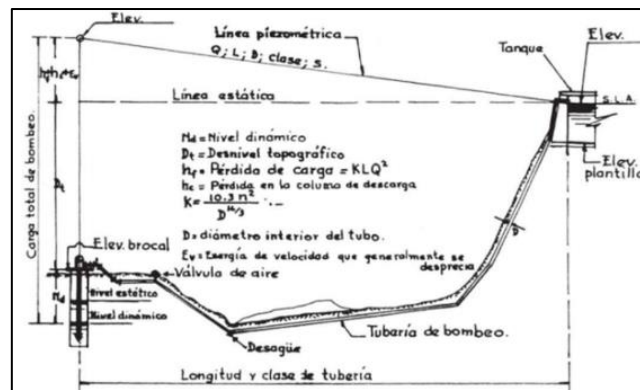 Elev.
Línea piezométrica
Q; L; D; clase; S.
Elev.
Tanque
S.L.A.
Línea estática
Elev.
plantilla
Carga total de bombeo.
Dt
Nd = Nivel dinámico
Dt = Desnivel topográfico
hf = Pérdida de carga = KLQ²
hc = Pérdida en la columna de descarga
K = 10.3 n² / D^16/3
D = diámetro interior del tubo.
Ev = Energía de velocidad que generalmente se
desprecia
D
Elev. brocal
Válvula de aire
Nd
Nivel estático
Nivel dinámico
Tubería de bombeo.
Desagüe
Longitud y clase de tubería